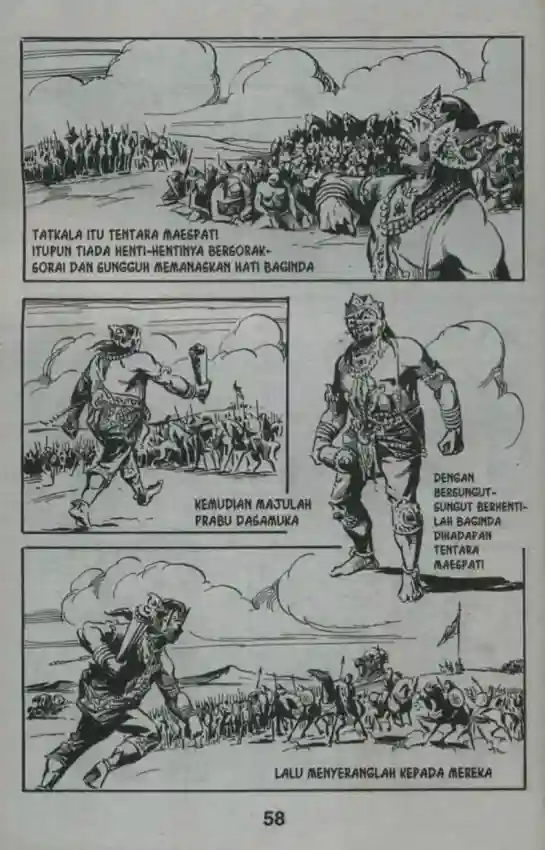 TATKALA ITU TENTARA MAESPATI
ITUPUN TIADA HENTI-HENTINYA BERSORAK-
SORAI DAN SUNGGUH MEMANASKAN HATI BAGINDA
KEMUDIAN MAJULAH
PRABU DASAMUKA
DENGAN
BERSUNGUT-
SUNGUT BERHENTI-
LAH BAGINDA
DIHADAPAN
TENTARA
MAESPATI
LALU MENYERANGLAH KEPADA MEREKA
58